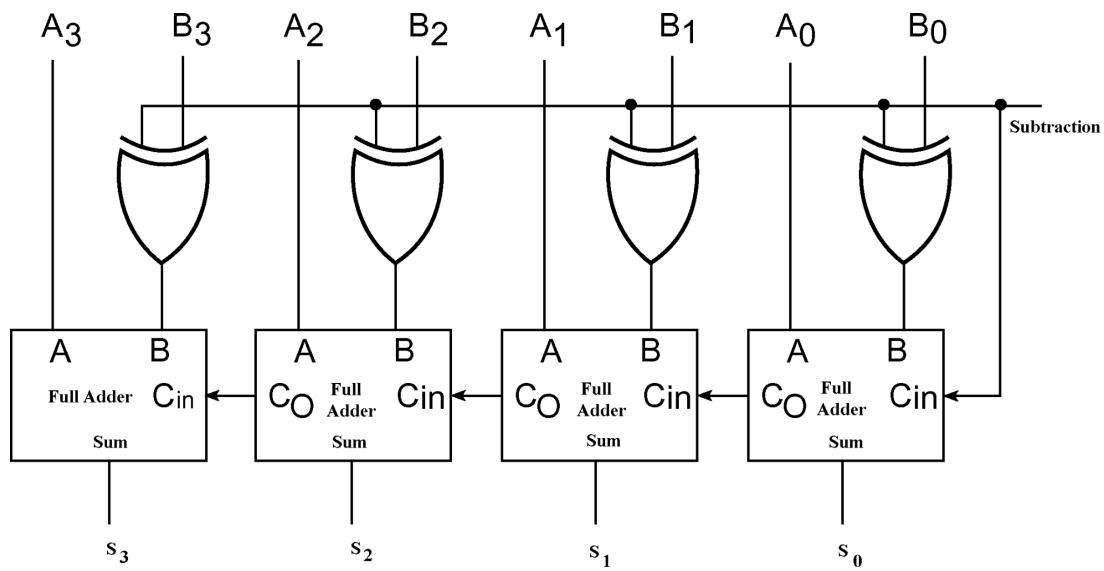 A3 B3 A2 B2 A1 B1 A0 B0
Subtraction
A B A B A B A B
Full Adder Cin CO Full Adder Cin CO Full Adder Cin CO Full Adder Cin
Sum Sum Sum Sum
s3 s2 s1 s0